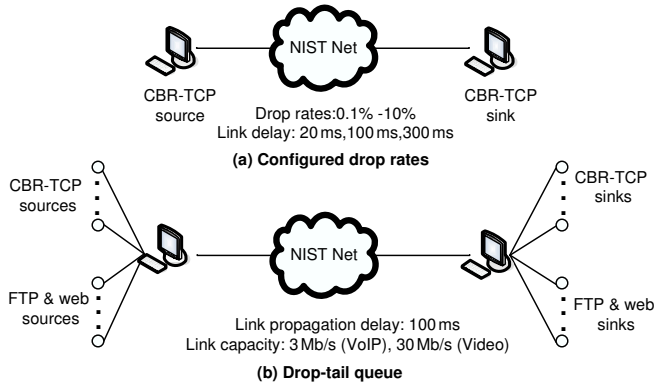 NIST Net
CBR-TCP
source
CBR-TCP
sink
Drop rates:0.1% -10%
Link delay: 20 ms,100 ms,300 ms
(a) Configured drop rates
CBR-TCP
sources
CBR-TCP
sinks
NIST Net
FTP & web
sources
FTP & web
sinks
Link propagation delay: 100 ms
Link capacity: 3 Mb/s (VoIP), 30 Mb/s (Video)
(b) Drop-tail queue